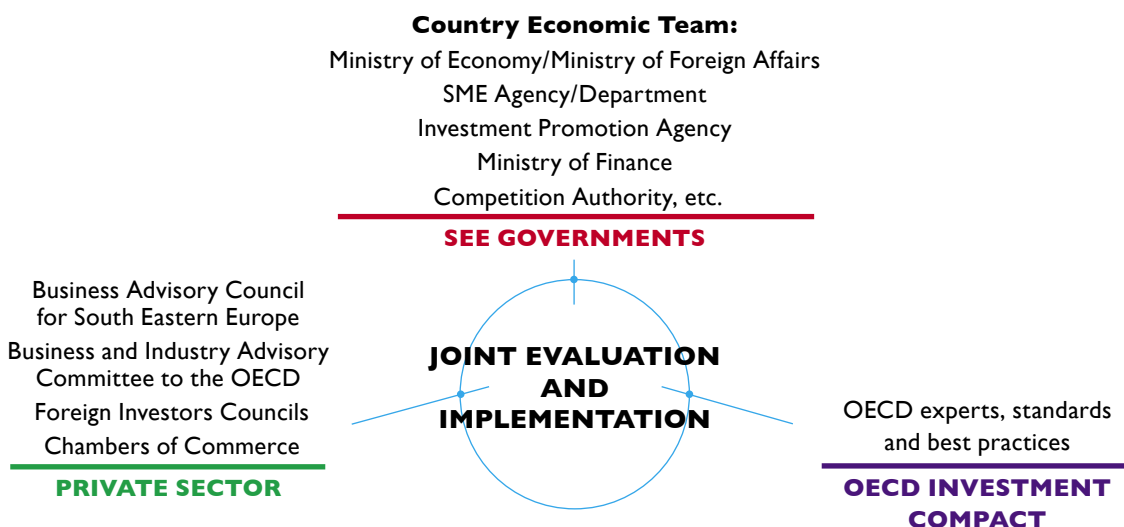 Country Economic Team:
Ministry of Economy/Ministry of Foreign Affairs
SME Agency/Department
Investment Promotion Agency
Ministry of Finance
Competition Authority, etc.
SEE GOVERNMENTS
Business Advisory Council
for South Eastern Europe
Business and Industry Advisory
Committee to the OECD
Foreign Investors Councils
Chambers of Commerce
PRIVATE SECTOR
JOINT EVALUATION
AND
IMPLEMENTATION
OECD experts, standards
and best practices
OECD INVESTMENT
COMPACT